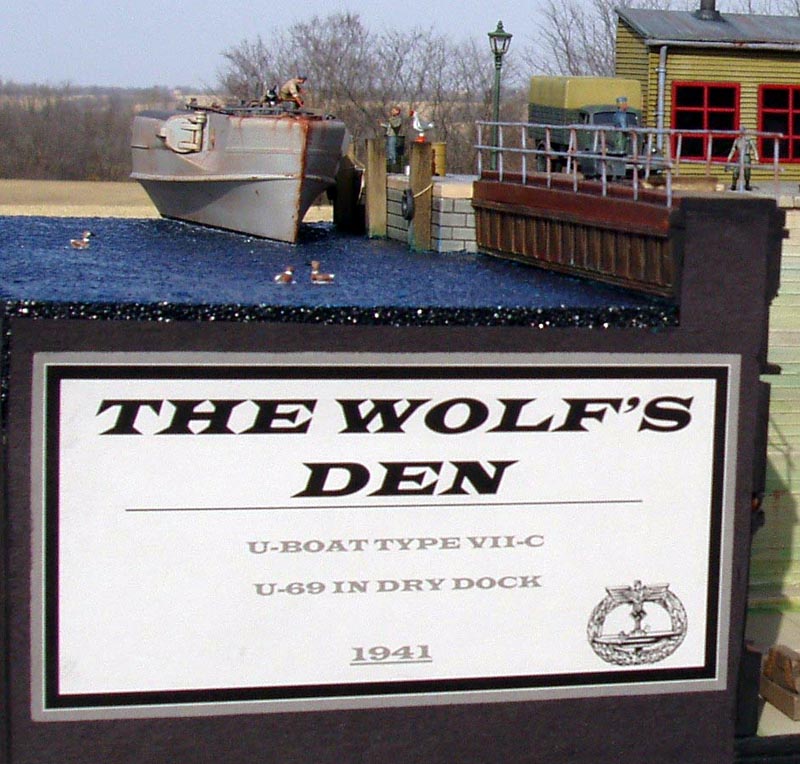 THE WOLF'S
DEN
U-BOAT TYPE VII-C
U-69 IN DRY DOCK
1941